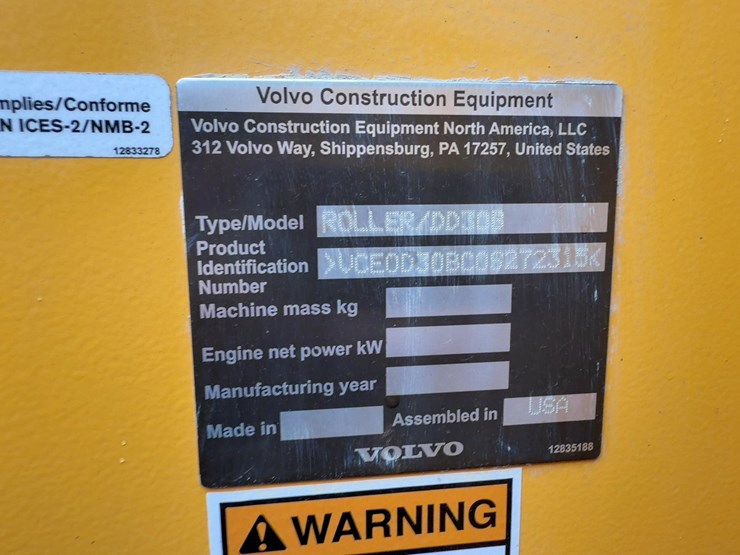 mplies/Conforme
N ICES-2/NMB-2
12833278
Volvo Construction Equipment
Volvo Construction Equipment North America, LLC
312 Volvo Way, Shippensburg, PA 17257, United States
Type/Model ROLLER/DD30B
Product
Identification >VCE0D30BC0S272315<
Number
Machine mass kg
Engine net power kW
Manufacturing year
Made in
Assembled in USA
VOLVO
12835188
WARNING